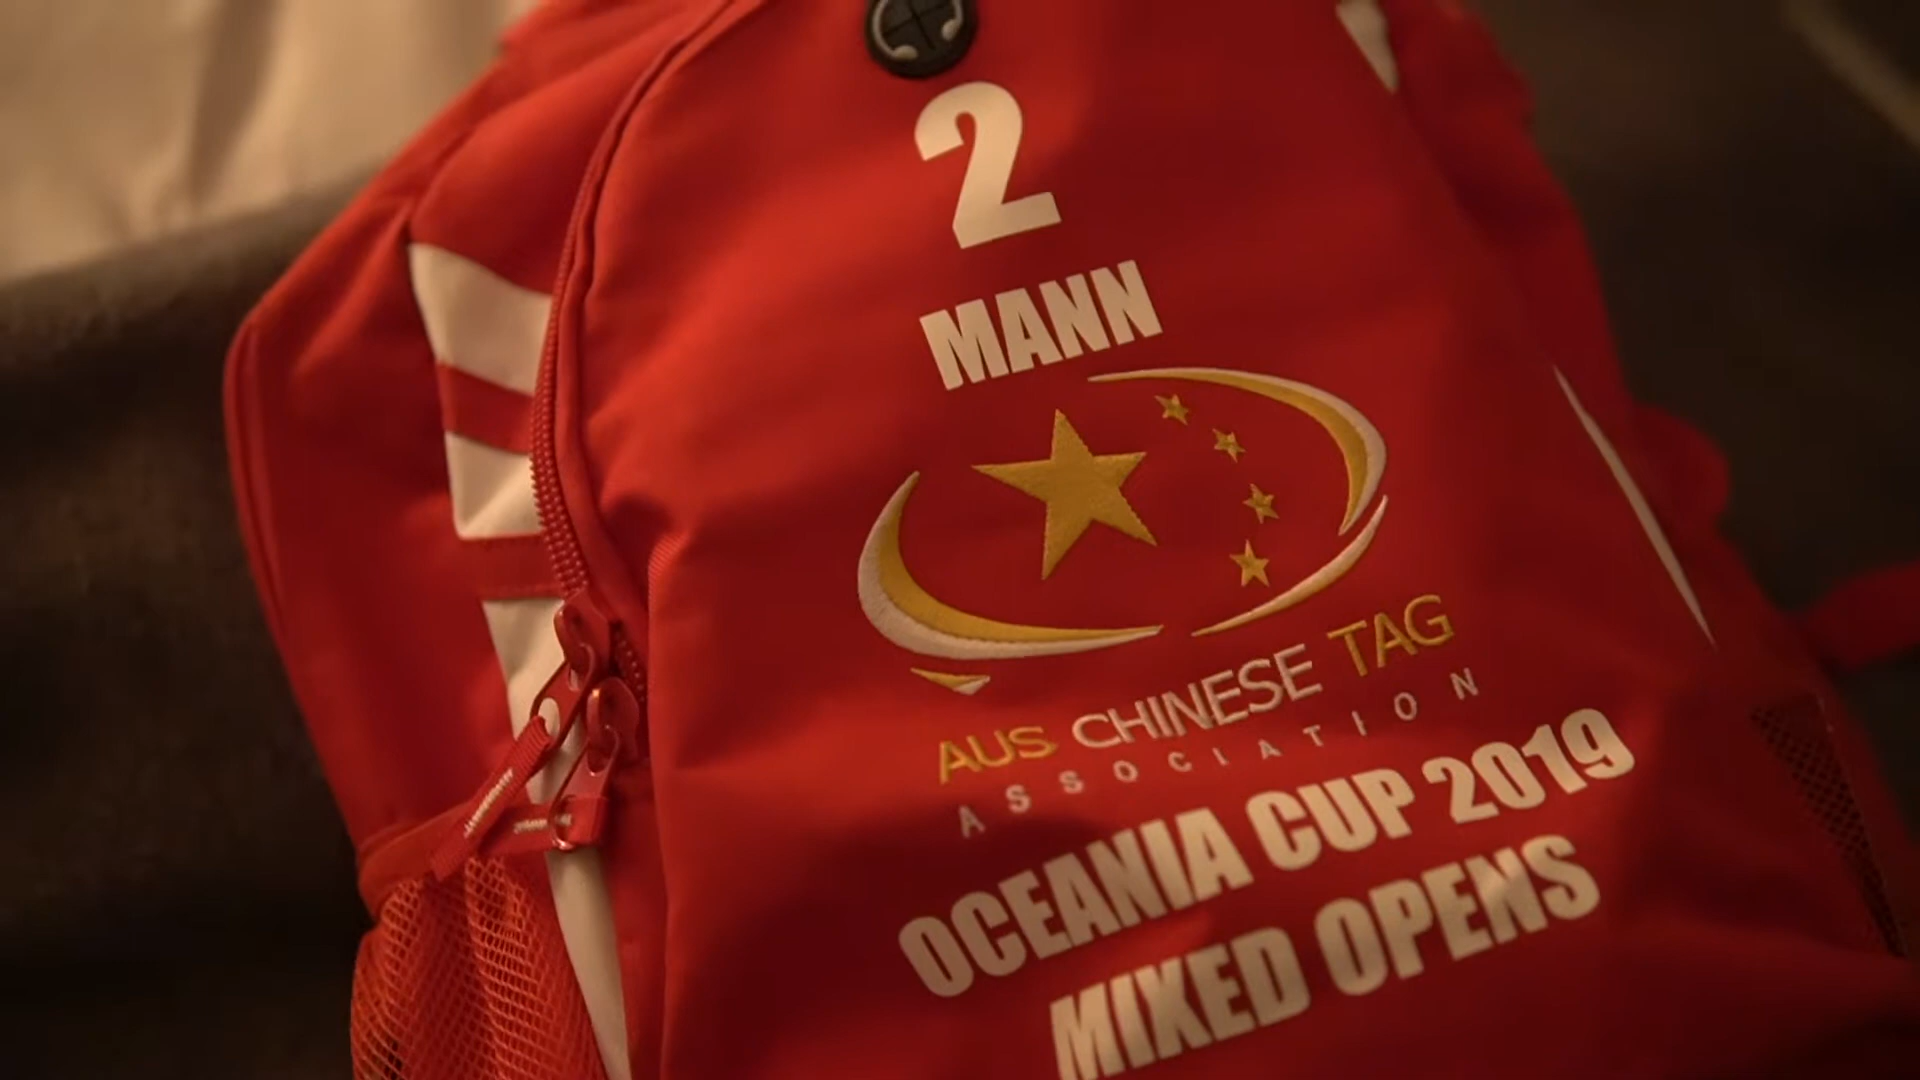 2
MANN
AUS CHINESE TAG
ASSOCIATION
OCEANIA CUP 2019
MIXED OPENS